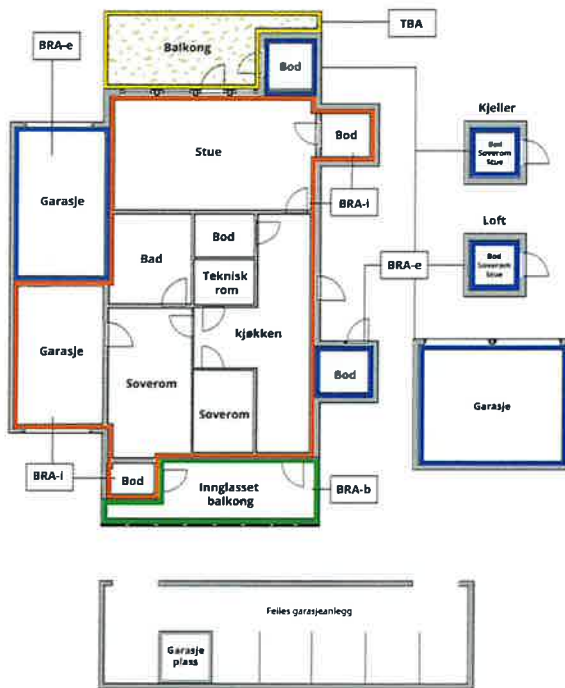 TBA
BRA-e
Balkong
Bod
Kjeller
Bod
Soverom
Stue
Stue
Bod
BRA-i
Garasje
Loft
Bod
Soverom
Stue
Bad
Bod
BRA-e
Teknisk
rom
Garasje
kjøkken
Soverom
Bod
Soverom
Garasje
BRA-i
Bod
Innglasset
balkong
BRA-b
Felles garasjeanlegg
Garasje
plass